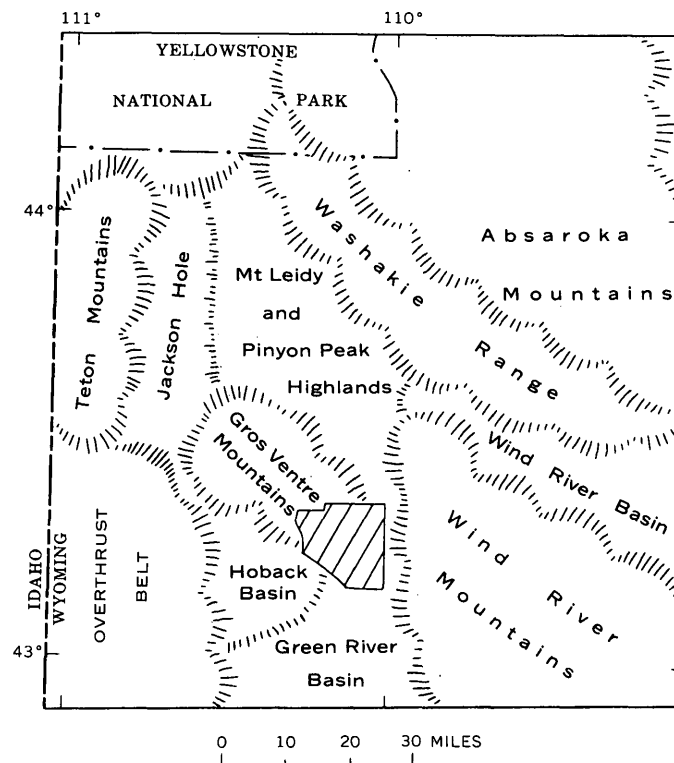 111° 110°
YELLOWSTONE
NATIONAL PARK
44°
Teton Mountains
Jackson Hole
Washakie Range
Absaroka
Mountains
Mt Leidy
and
Pinyon Peak
Highlands
Gros Ventre
Mountains
Wind River Basin
Wind River
Mountains
IDAHO
WYOMING
OVERTHRUST
BELT
Hoback
Basin
43°
Green River
Basin
0 10 20 30 MILES